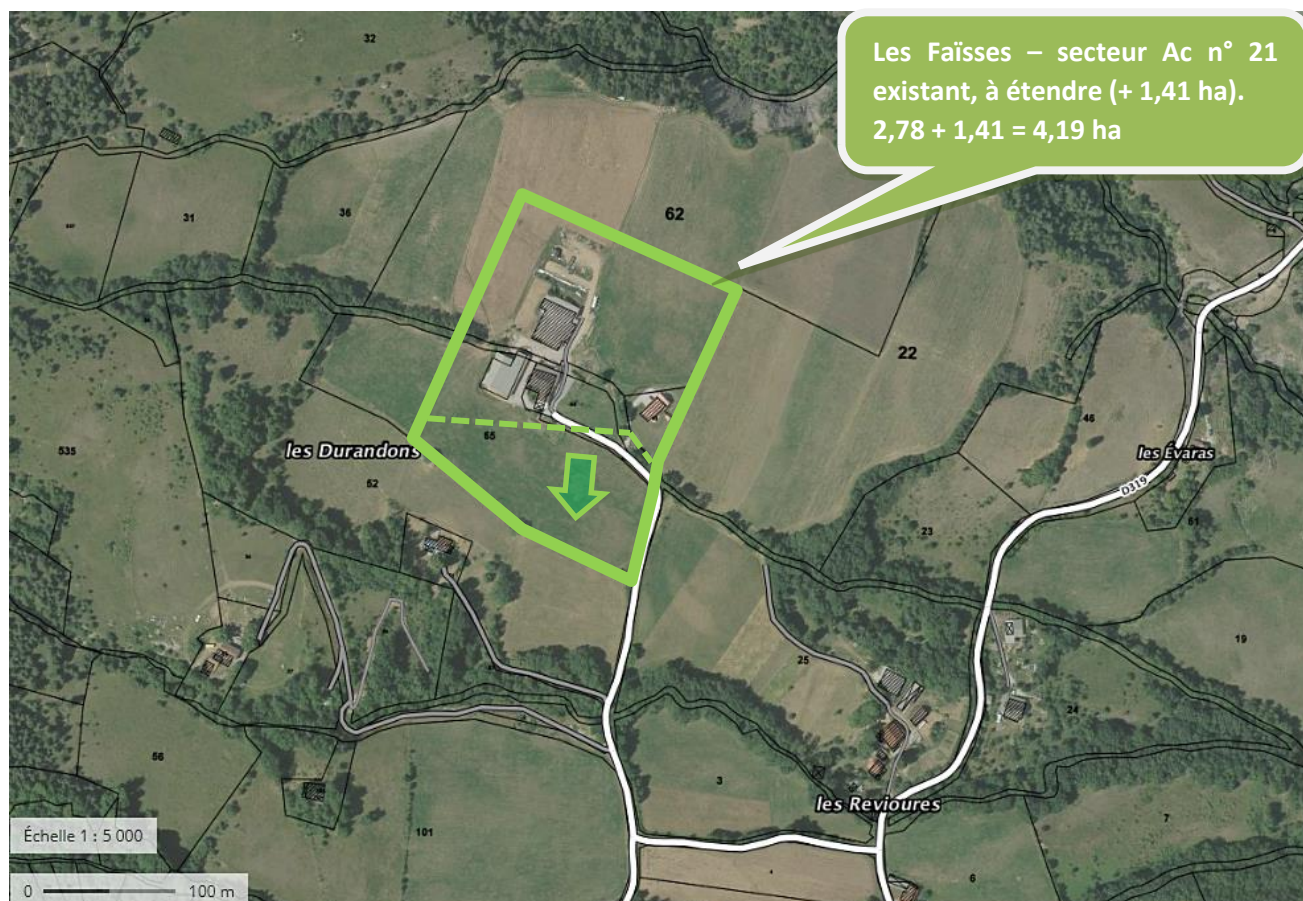 32
Les Faïsses – secteur Ac n° 21
existant, à étendre (+ 1,41 ha).
2,78 + 1,41 = 4,19 ha
31
36
62
22
46
les Évaras
D319
51
23
65
les Durandons
535
52
19
25
24
56
3
les Revioures
7
101
6
Échelle 1 : 5 000
0
100 m